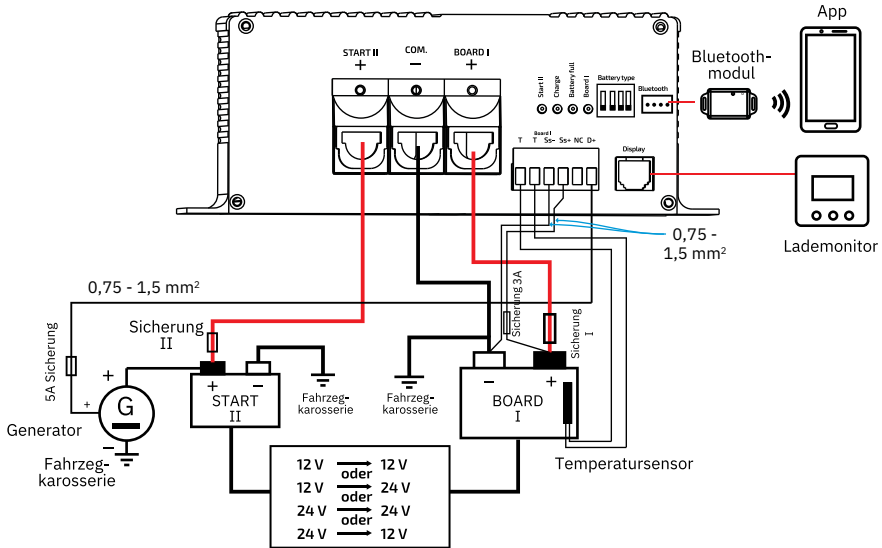 App
START II
+
COM.
−
BOARD I
+
Start II
Charge
Battery full
Board I
Battery type
Bluetooth
Bluetooth-
modul
Board I
T T Ss- Ss+ NC D+
Display
Lademonitor
0,75 -
1,5 mm²
0,75 - 1,5 mm²
Sicherung 3A
Sicherung
I
Sicherung
II
5A Sicherung
+
+
G
−
Generator
Fahrzeg-
karosserie
+ −
START
II
Fahrzeg-
karosserie
Fahrzeg-
karosserie
− +
BOARD
I
Temperatursensor
12 V 12 V
oder
12 V 24 V
oder
24 V 24 V
oder
24 V 12 V